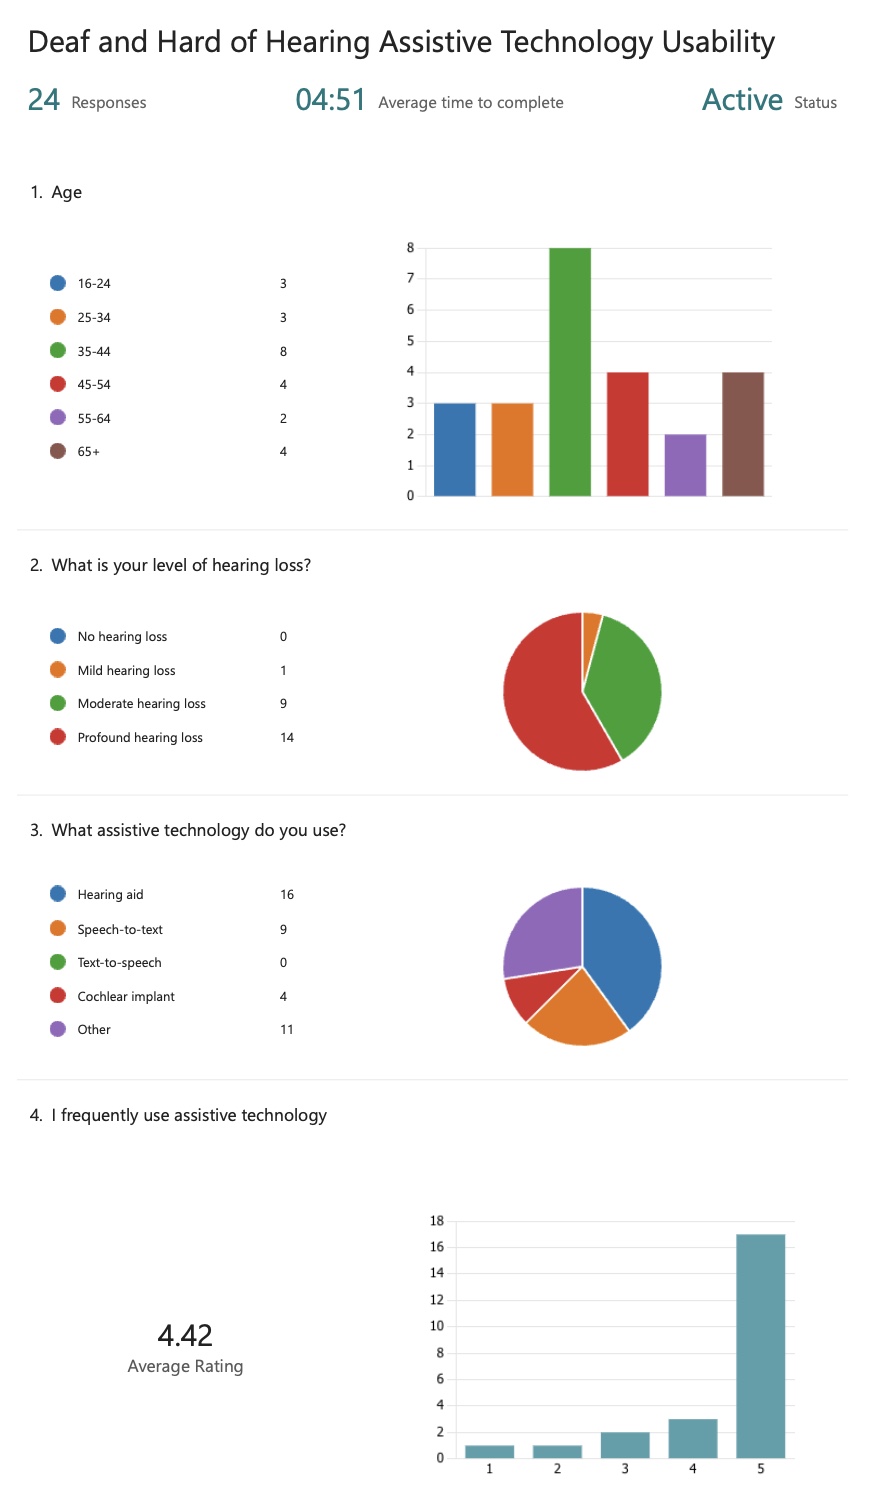 Deaf and Hard of Hearing Assistive Technology Usability
24 Responses 04:51 Average time to complete Active Status
1. Age
16-24 3
25-34 3
35-44 8
45-54 4
55-64 2
65+ 4
8
7
6
5
4
3
2
1
0
2. What is your level of hearing loss?
No hearing loss 0
Mild hearing loss 1
Moderate hearing loss 9
Profound hearing loss 14
3. What assistive technology do you use?
Hearing aid 16
Speech-to-text 9
Text-to-speech 0
Cochlear implant 4
Other 11
4. I frequently use assistive technology
4.42
Average Rating
18
16
14
12
10
8
6
4
2
0
1 2 3 4 5